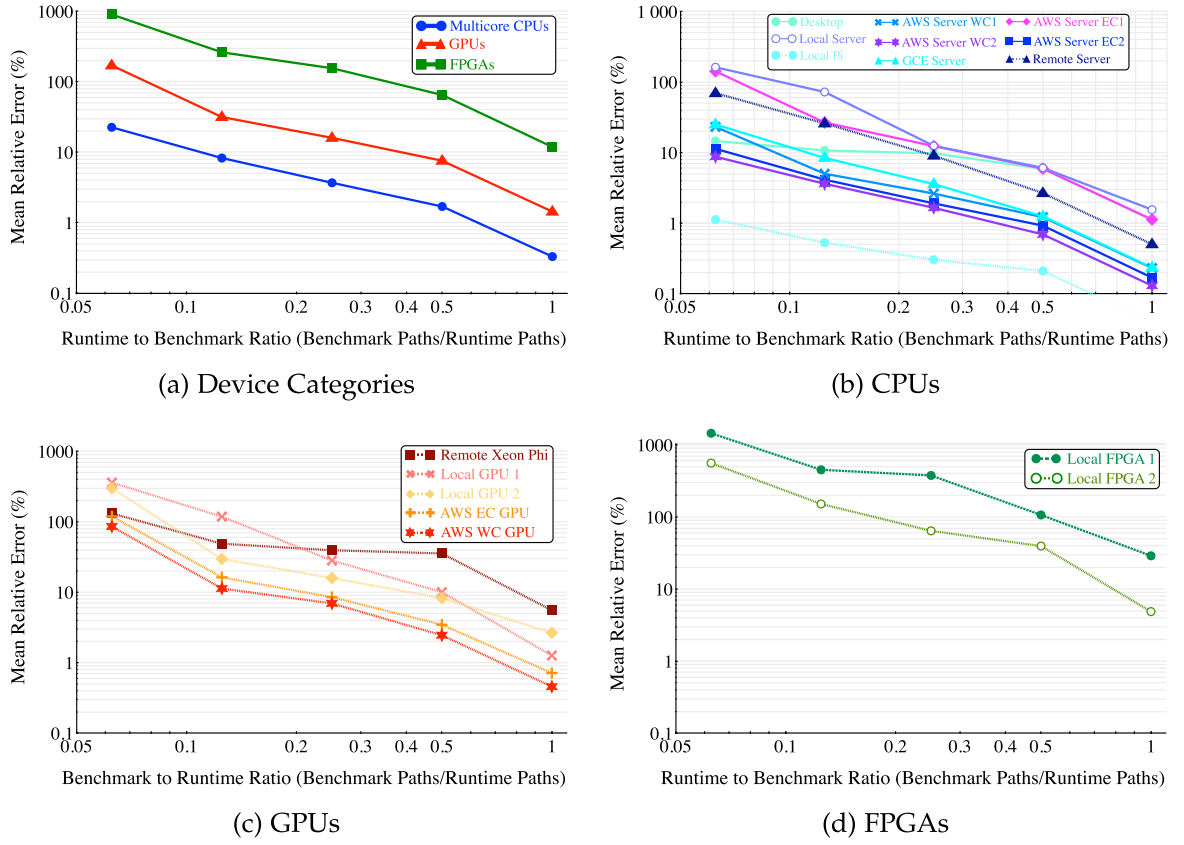 1000
100
10
1
0.1
Mean Relative Error (%)
Multicore CPUs
GPUs
FPGAs
0.05
0.1
0.2
0.3
0.4
0.5
1
Runtime to Benchmark Ratio (Benchmark Paths/Runtime Paths)
(a) Device Categories
1 000
100
10
1
0.1
Mean Relative Error (%)
Desktop
Local Server
Local Pi
AWS Server WC1
AWS Server WC2
GCE Server
AWS Server EC1
AWS Server EC2
Remote Server
0.05
0.1
0.2
0.3
0.4
0.5
1
Runtime to Benchmark Ratio (Benchmark Paths/Runtime Paths)
(b) CPUs
1000
100
10
1
0.1
Mean Relative Error (%)
Remote Xeon Phi
Local GPU 1
Local GPU 2
AWS EC GPU
AWS WC GPU
0.05
0.1
0.2
0.3
0.4
0.5
1
Benchmark to Runtime Ratio (Benchmark Paths/Runtime Paths)
(c) GPUs
1000
100
10
1
0.1
Mean Relative Error (%)
Local FPGA 1
Local FPGA 2
0.05
0.1
0.2
0.3
0.4
0.5
1
Runtime to Benchmark Ratio (Benchmark Paths/Runtime Paths)
(d) FPGAs